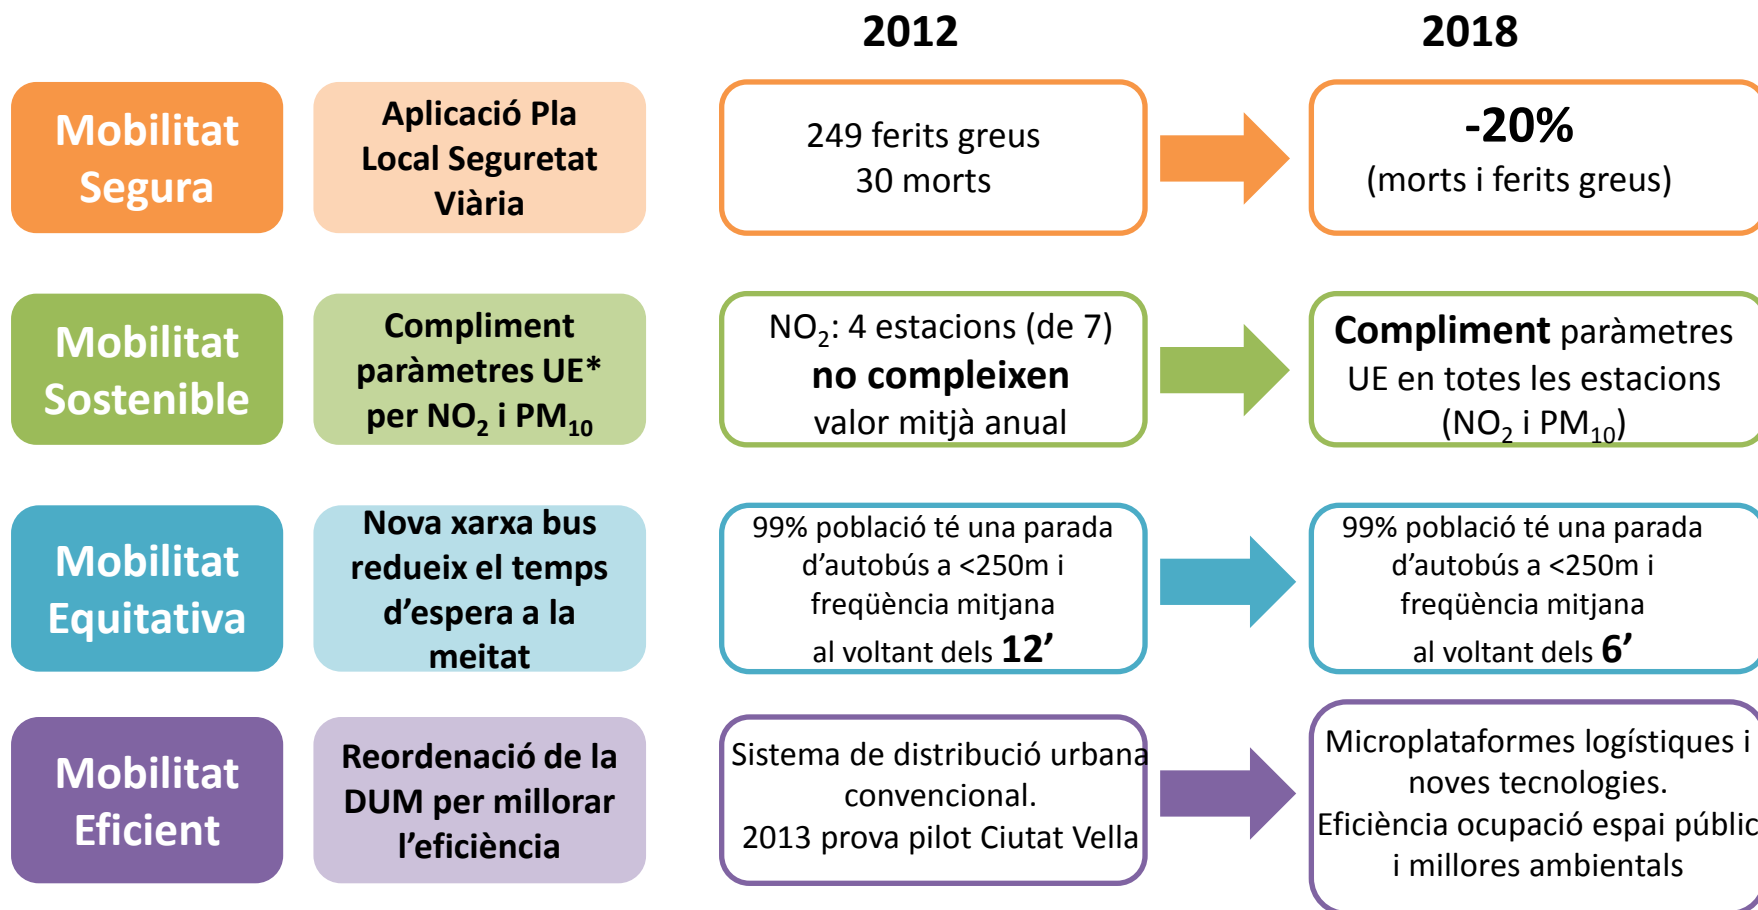 2012
2018
Mobilitat
Segura
Aplicació Pla
Local Seguretat
Viària
249 ferits greus
30 morts
-20%
(morts i ferits greus)
Mobilitat
Sostenible
Compliment
paràmetres UE*
per NO₂ i PM₁₀
NO₂: 4 estacions (de 7)
no compleixen
valor mitjà anual
Compliment paràmetres
UE en totes les estacions
(NO₂ i PM₁₀)
Mobilitat
Equitativa
Nova xarxa bus
redueix el temps
d’espera a la
meitat
99% població té una parada
d’autobús a <250m i
freqüència mitjana
al voltant dels 12’
99% població té una parada
d’autobús a <250m i
freqüència mitjana
al voltant dels 6’
Mobilitat
Eficient
Reordenació de la
DUM per millorar
l’eficiència
Sistema de distribució urbana
convencional.
2013 prova pilot Ciutat Vella
Microplataformes logístiques i
noves tecnologies.
Eficiència ocupació espai públic
i millores ambientals